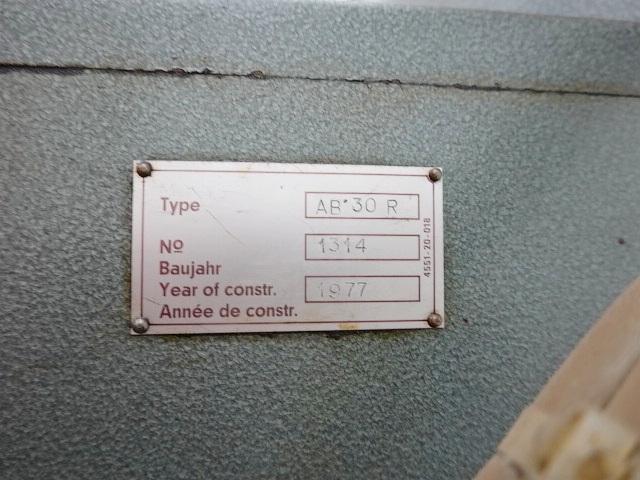 Type AB*30 R
Nº 1314
Baujahr
Year of constr. 1977
Année de constr.
4551-20-018